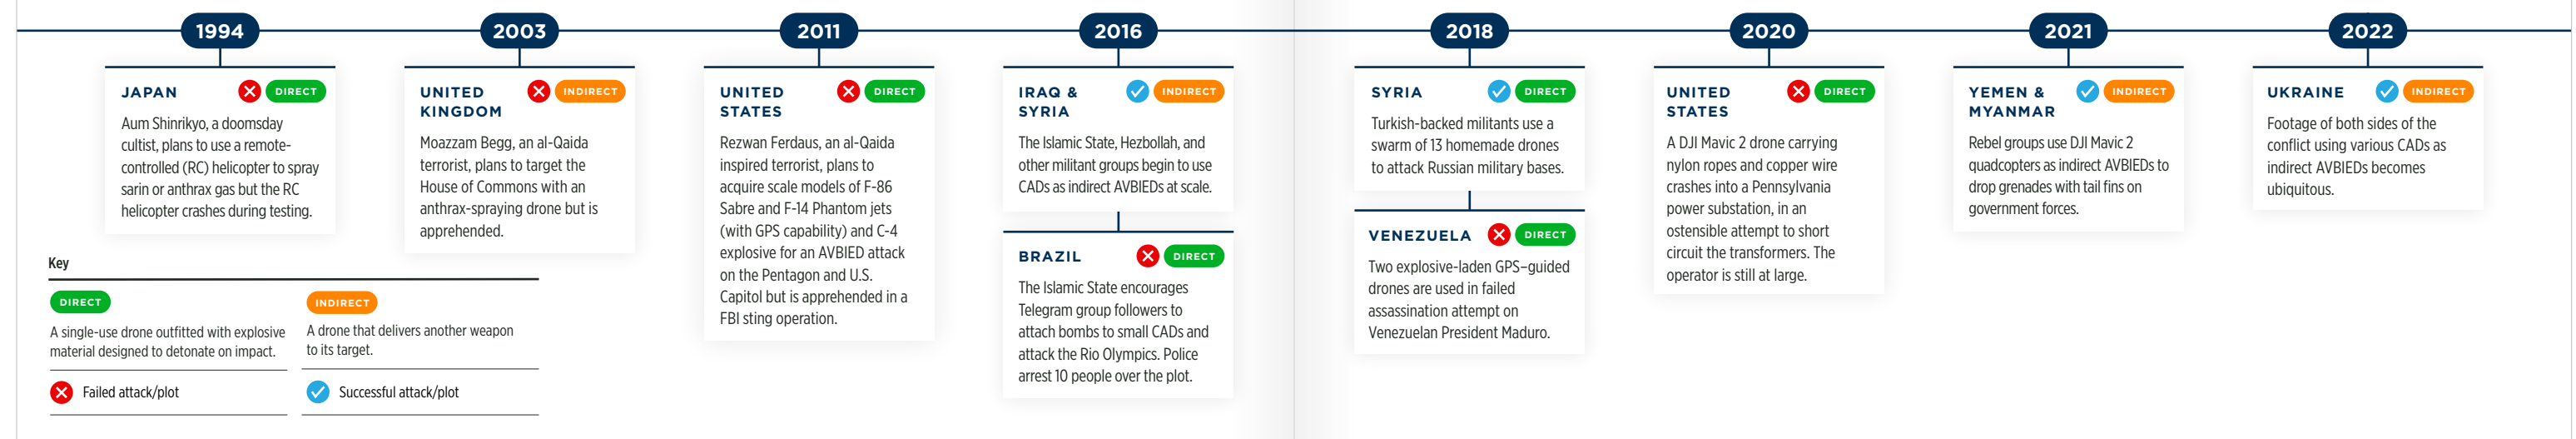 1994
JAPAN
DIRECT
Aum Shinrikyo, a doomsday
cultist, plans to use a remote-
controlled (RC) helicopter to spray
sarin or anthrax gas but the RC
helicopter crashes during testing.
2003
UNITED
KINGDOM
INDIRECT
Moazzam Begg, an al-Qaida
terrorist, plans to target the
House of Commons with an
anthrax-spraying drone but is
apprehended.
2011
UNITED
STATES
DIRECT
Rezwan Ferdaus, an al-Qaida
inspired terrorist, plans to
acquire scale models of F-86
Sabre and F-14 Phantom jets
(with GPS capability) and C-4
explosive for an AVBIED attack
on the Pentagon and U.S.
Capitol but is apprehended in a
FBI sting operation.
2016
IRAQ &
SYRIA
INDIRECT
The Islamic State, Hezbollah, and
other militant groups begin to use
CADs as indirect AVBIEDs at scale.
BRAZIL
DIRECT
The Islamic State encourages
Telegram group followers to
attach bombs to small CADs and
attack the Rio Olympics. Police
arrest 10 people over the plot.
2018
SYRIA
DIRECT
Turkish-backed militants use a
swarm of 13 homemade drones
to attack Russian military bases.
VENEZUELA
DIRECT
Two explosive-laden GPS–guided
drones are used in failed
assassination attempt on
Venezuelan President Maduro.
2020
UNITED
STATES
DIRECT
A DJI Mavic 2 drone carrying
nylon ropes and copper wire
crashes into a Pennsylvania
power substation, in an
ostensible attempt to short
circuit the transformers. The
operator is still at large.
2021
YEMEN &
MYANMAR
INDIRECT
Rebel groups use DJI Mavic 2
quadcopters as indirect AVBIEDs to
drop grenades with tail fins on
government forces.
2022
UKRAINE
INDIRECT
Footage of both sides of the
conflict using various CADs as
indirect AVBIEDs becomes
ubiquitous.
Key
DIRECT
A single-use drone outfitted with explosive
material designed to detonate on impact.
INDIRECT
A drone that delivers another weapon
to its target.
Failed attack/plot
Successful attack/plot